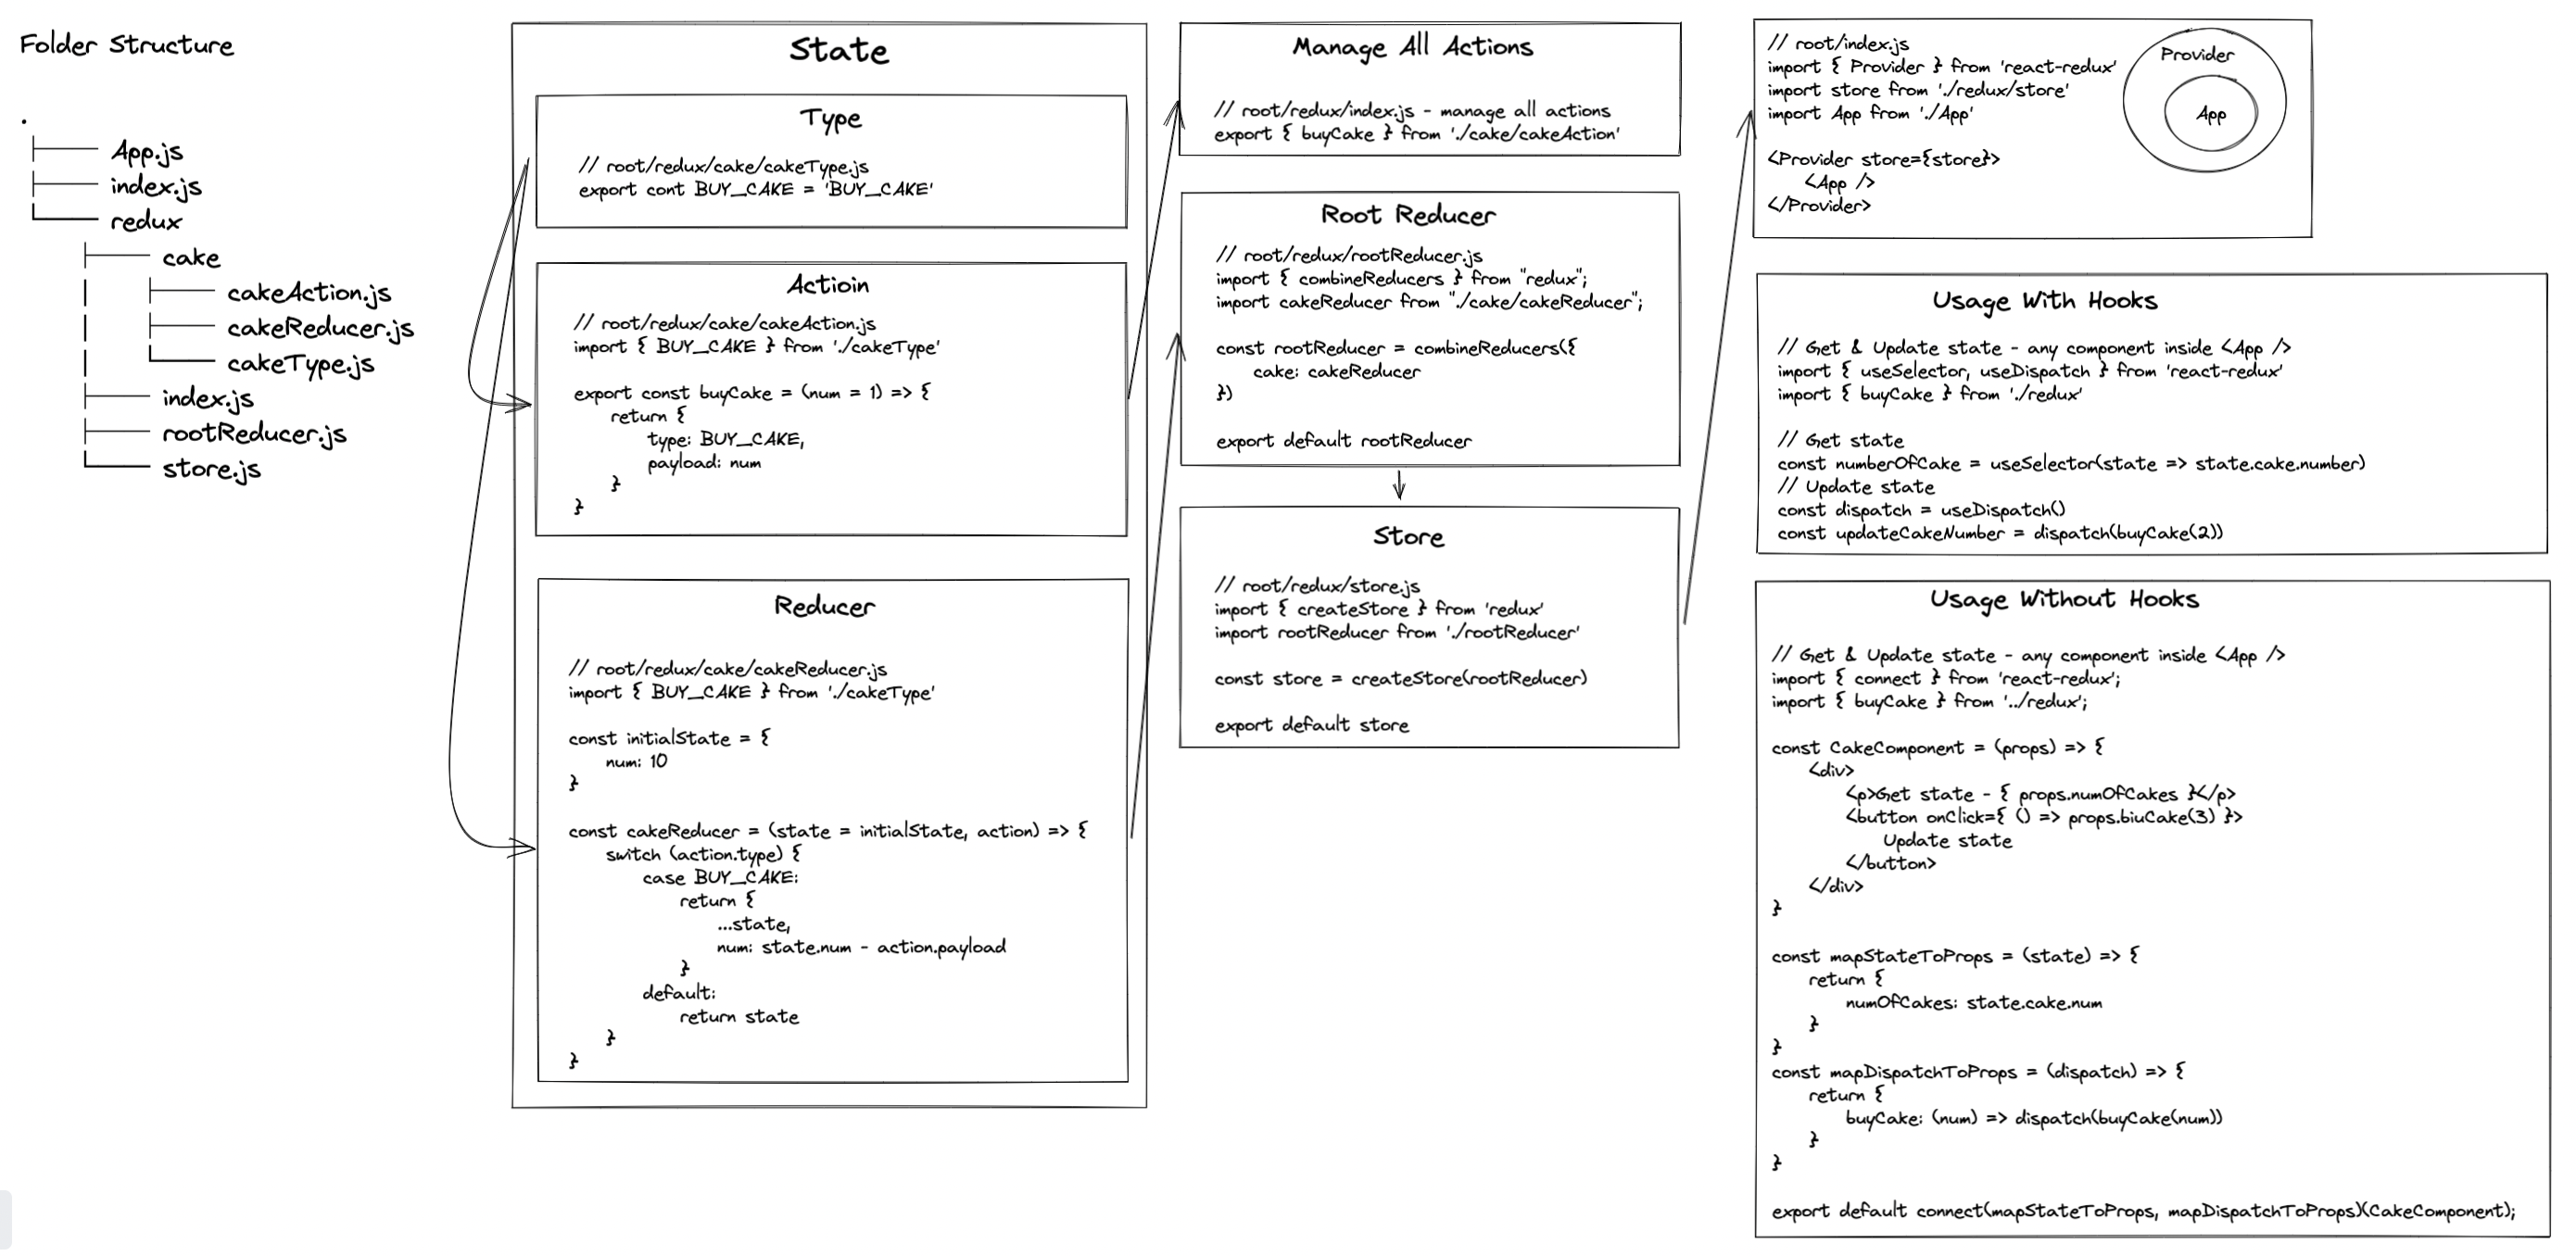 Folder Structure
.
App.js
index.js
redux
cake
cakeAction.js
cakeReducer.js
cakeType.js
index.js
rootReducer.js
store.js
State
Type
// root/redux/cake/cakeType.js
export cont BUY_CAKE = 'BUY_CAKE'
Actioin
// root/redux/cake/cakeAction.js
import { BUY_CAKE } from './cakeType'
export const buyCake = (num = 1) => {
return {
type: BUY_CAKE,
payload: num
}
}
Reducer
// root/redux/cake/cakeReducer.js
import { BUY_CAKE } from './cakeType'
const initialState = {
num: 10
}
const cakeReducer = (state = initialState, action) => {
switch (action.type) {
case BUY_CAKE:
return {
...state,
num: state.num - action.payload
}
default:
return state
}
}
Manage All Actions
// root/redux/index.js - manage all actions
export { buyCake } from './cake/cakeAction'
Root Reducer
// root/redux/rootReducer.js
import { combineReducers } from "redux";
import cakeReducer from "./cake/cakeReducer";
const rootReducer = combineReducers({
cake: cakeReducer
})
export default rootReducer
Store
// root/redux/store.js
import { createStore } from 'redux'
import rootReducer from './rootReducer'
const store = createStore(rootReducer)
export default store
// root/index.js
import { Provider } from 'react-redux'
import store from './redux/store'
import App from './App'
<Provider store={store}>
<App />
</Provider>
Provider
App
Usage With Hooks
// Get & Update state - any component inside <App />
import { useSelector, useDispatch } from 'react-redux'
import { buyCake } from './redux'
// Get state
const numberOfCake = useSelector(state => state.cake.number)
// Update state
const dispatch = useDispatch()
const updateCakeNumber = dispatch(buyCake(2))
Usage Without Hooks
// Get & Update state - any component inside <App />
import { connect } from 'react-redux';
import { buyCake } from '../redux';
const CakeComponent = (props) => {
<div>
<p>Get state - { props.numOfCakes }</p>
<button onClick={ () => props.biuCake(3) }>
Update state
</button>
</div>
}
const mapStateToProps = (state) => {
return {
numOfCakes: state.cake.num
}
}
const mapDispatchToProps = (dispatch) => {
return {
buyCake: (num) => dispatch(buyCake(num))
}
}
export default connect(mapStateToProps, mapDispatchToProps)(CakeComponent);